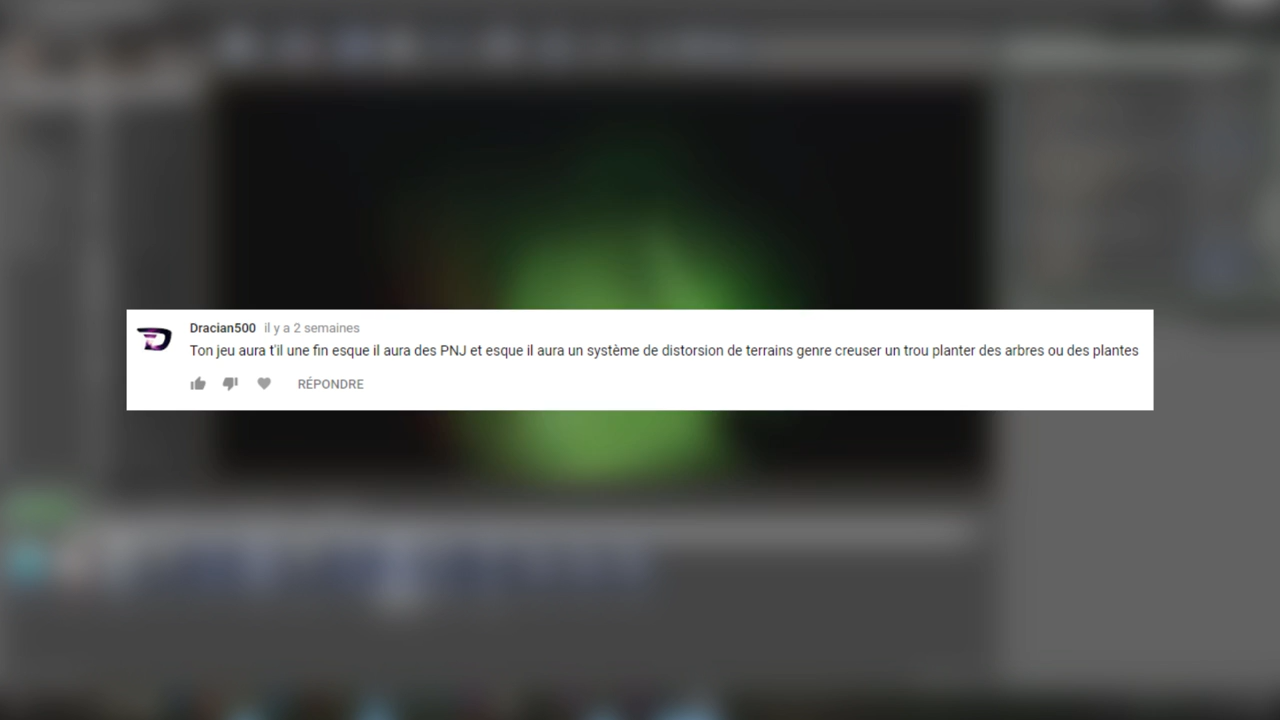 Dracian500 il y a 2 semaines
Ton jeu aura t'il une fin esque il aura des PNJ et esque il aura un système de distorsion de terrains genre creuser un trou planter des arbres ou des plantes
RÉPONDRE